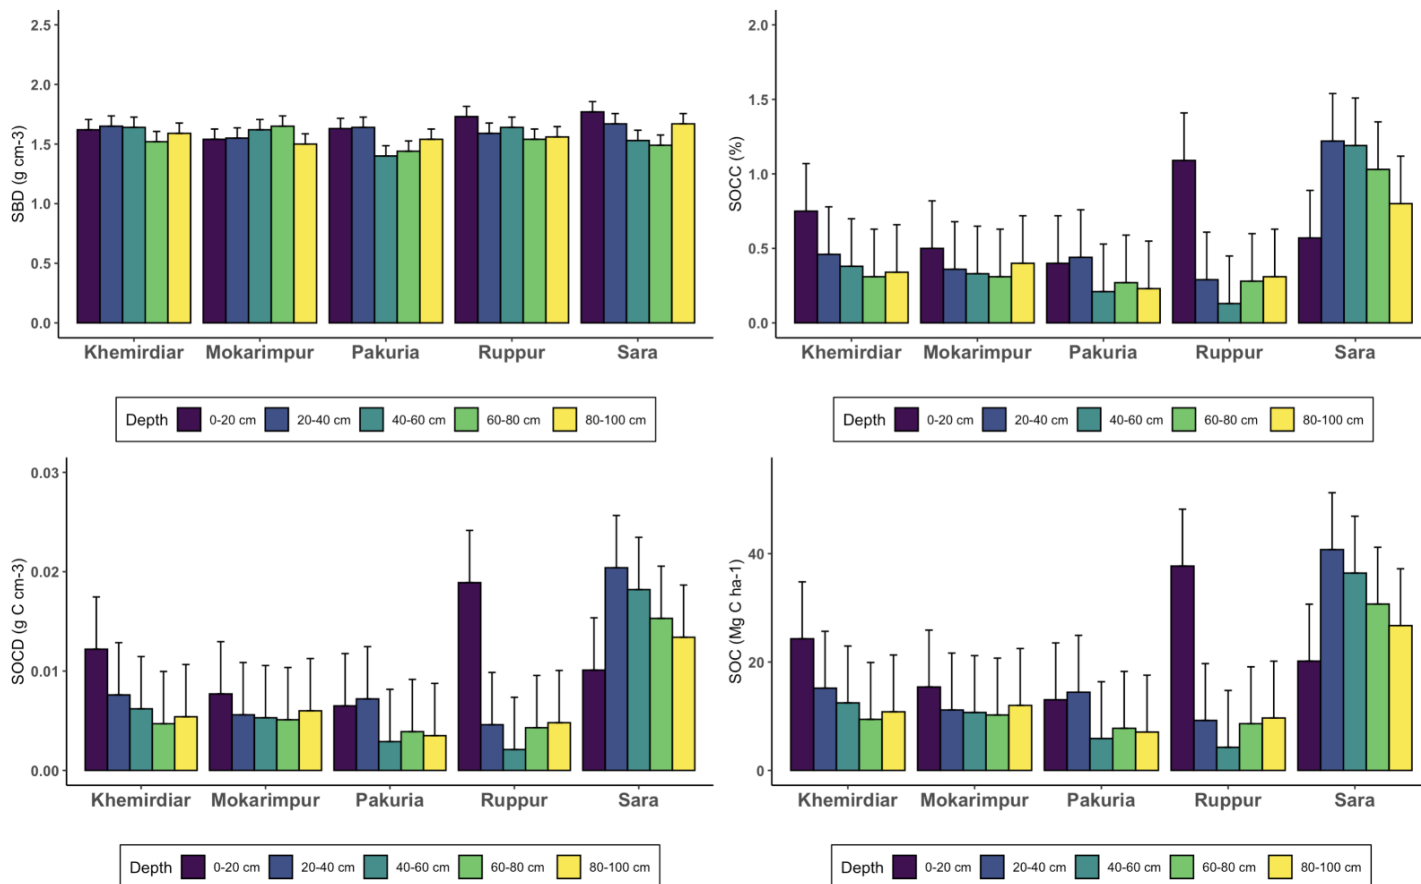 SBD (g cm-3)
2.5
2.0
1.5
1.0
0.5
0.0
Khemirdiar Mokarimpur Pakuria Ruppur Sara
Depth 0-20 cm 20-40 cm 40-60 cm 60-80 cm 80-100 cm
SOCC (%)
2.0
1.5
1.0
0.5
0.0
Khemirdiar Mokarimpur Pakuria Ruppur Sara
Depth 0-20 cm 20-40 cm 40-60 cm 60-80 cm 80-100 cm
SOCD (g C cm-3)
0.03
0.02
0.01
0.00
Khemirdiar Mokarimpur Pakuria Ruppur Sara
Depth 0-20 cm 20-40 cm 40-60 cm 60-80 cm 80-100 cm
SOC (Mg C ha-1)
40
20
0
Khemirdiar Mokarimpur Pakuria Ruppur Sara
Depth 0-20 cm 20-40 cm 40-60 cm 60-80 cm 80-100 cm